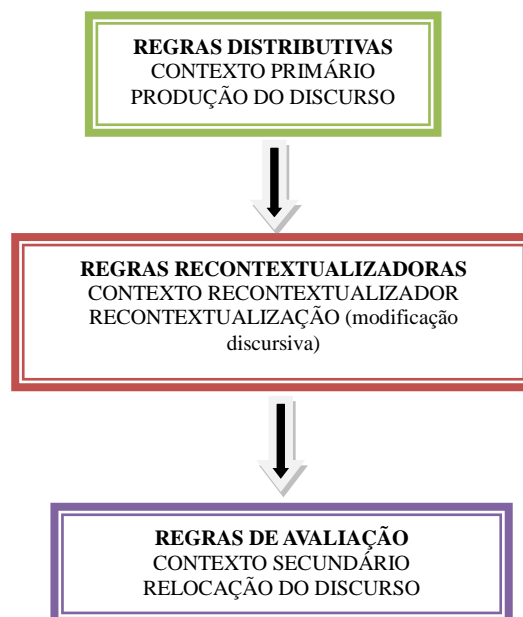 REGRAS DISTRIBUTIVAS
CONTEXTO PRIMÁRIO
PRODUÇÃO DO DISCURSO
REGRAS RECONTEXTUALIZADORAS
CONTEXTO RECONTEXTUALIZADOR
RECONTEXTUALIZAÇÃO (modificação
discursiva)
REGRAS DE AVALIAÇÃO
CONTEXTO SECUNDÁRIO
RELOCAÇÃO DO DISCURSO